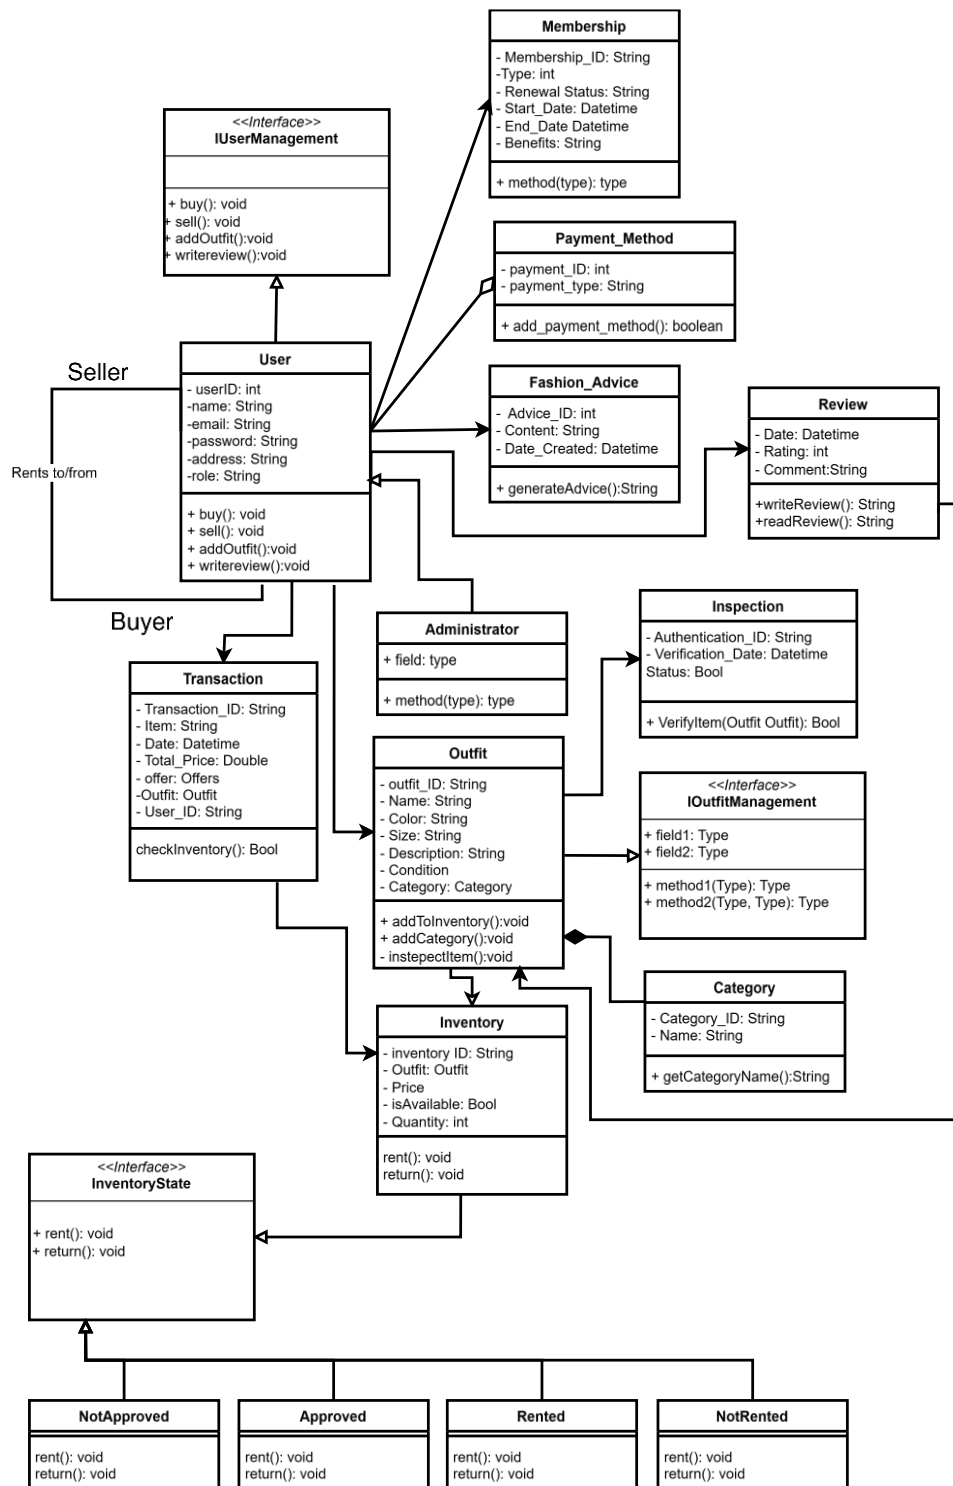 Membership
- Membership_ID: String
-Type: int
- Renewal Status: String
- Start_Date: Datetime
- End_Date Datetime
- Benefits: String
+ method(type): type
<<Interface>>
IUserManagement
+ buy(): void
+ sell(): void
+ addOutfit():void
+ writereview():void
Payment_Method
- payment_ID: int
- payment_type: String
+ add_payment_method(): boolean
User
- userID: int
-name: String
-email: String
-password: String
-address: String
-role: String
+ buy(): void
+ sell(): void
+ addOutfit():void
+ writereview():void
Seller
Rents to/from
Buyer
Fashion_Advice
- Advice_ID: int
- Content: String
- Date_Created: Datetime
+ generateAdvice():String
Review
- Date: Datetime
- Rating: int
- Comment:String
+writeReview(): String
+readReview(): String
Administrator
+ field: type
+ method(type): type
Inspection
- Authentication_ID: String
- Verification_Date: Datetime
Status: Bool
+ VerifyItem(Outfit Outfit): Bool
Transaction
- Transaction_ID: String
- Item: String
- Date: Datetime
- Total_Price: Double
- offer: Offers
-Outfit: Outfit
- User_ID: String
checkInventory(): Bool
Outfit
- outfit_ID: String
- Name: String
- Color: String
- Size: String
- Description: String
- Condition
- Category: Category
+ addToInventory():void
+ addCategory():void
- instepectItem():void
<<Interface>>
IOutfitManagement
+ field1: Type
+ field2: Type
+ method1(Type): Type
+ method2(Type, Type): Type
Category
- Category_ID: String
- Name: String
+ getCategoryName():String
Inventory
- inventory ID: String
- Outfit: Outfit
- Price
- isAvailable: Bool
- Quantity: int
rent(): void
return(): void
<<Interface>>
InventoryState
+ rent(): void
+ return(): void
NotApproved
rent(): void
return(): void
Approved
rent(): void
return(): void
Rented
rent(): void
return(): void
NotRented
rent(): void
return(): void